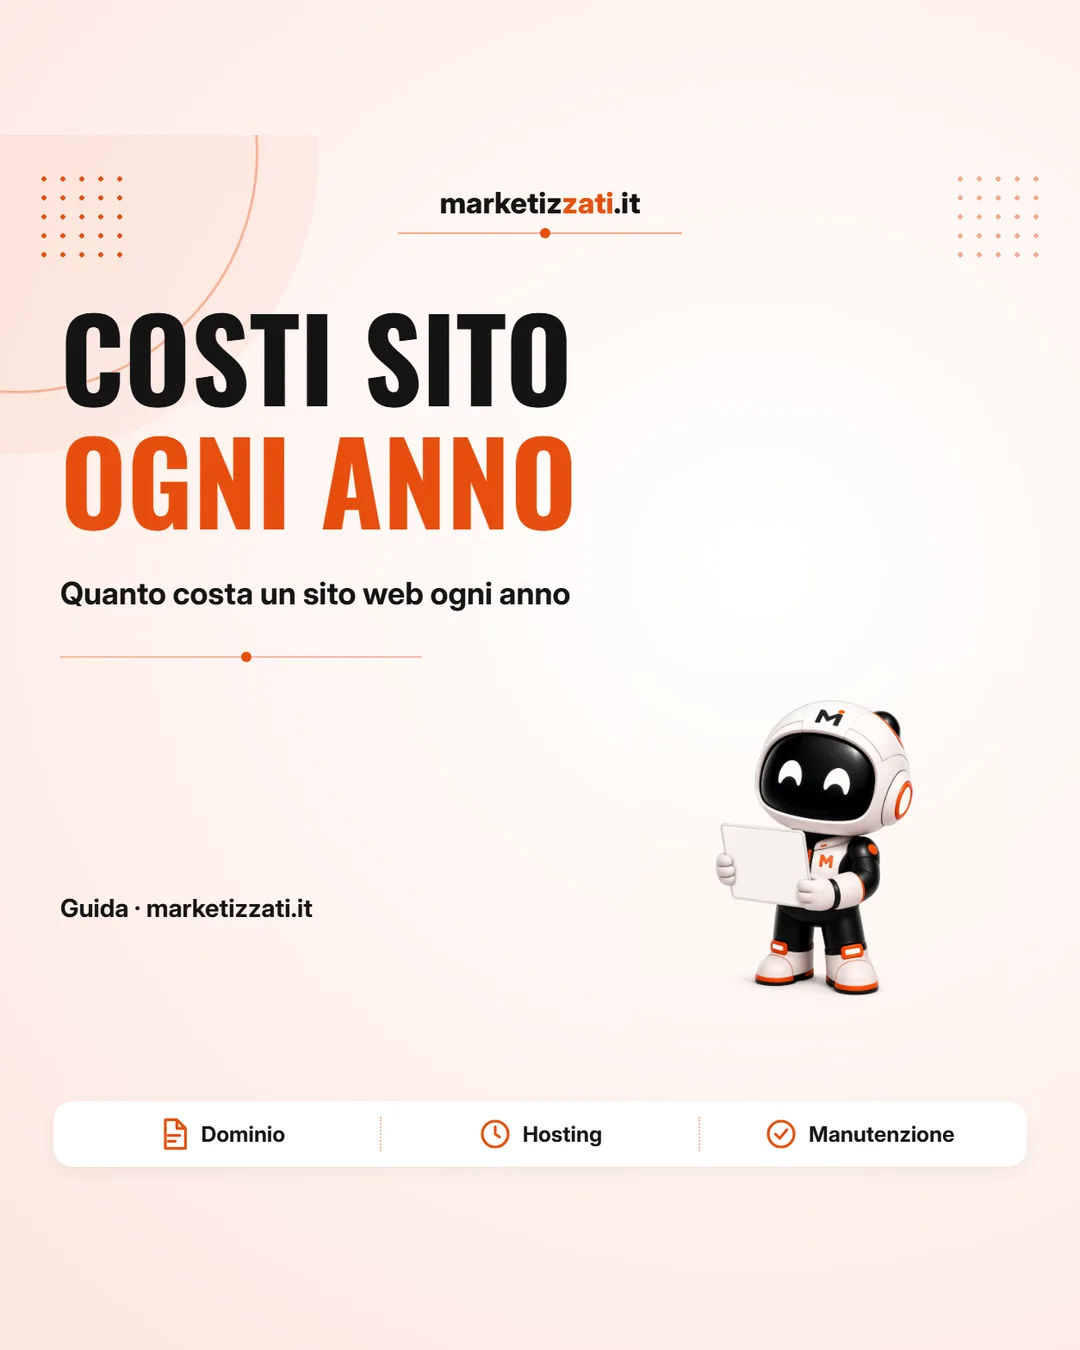 marketizzati.it
COSTI SITO
OGNI ANNO
Quanto costa un sito web ogni anno
M
M
Guida · marketizzati.it
Dominio
Hosting
Manutenzione